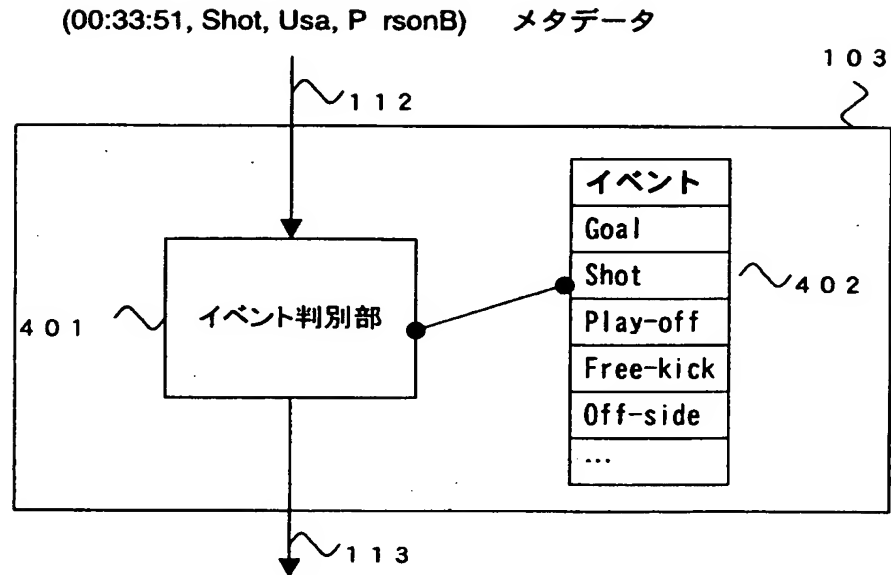 (00:33:51, Shot, Usa, P rsonB) メタデータ
103
112
イベント
Goal
Shot
402
401
イベント判別部
Play-off
Free-kick
Off-side
...
113